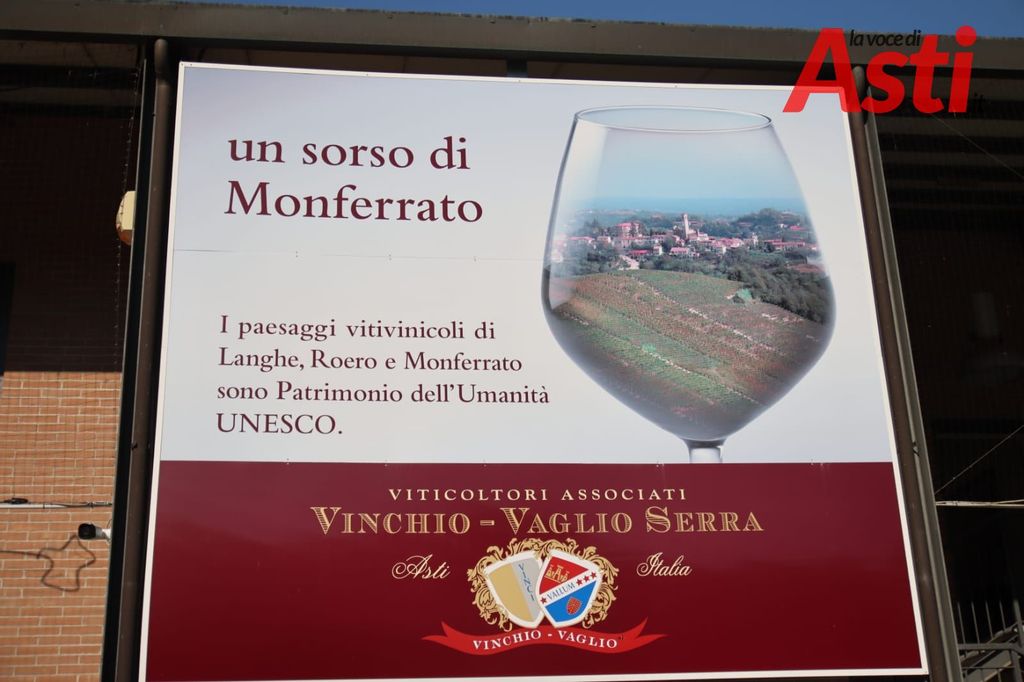 la voce di
Asti
.it
un sorso di
Monferrato
I paesaggi vitivinicoli di
Langhe, Roero e Monferrato
sono Patrimonio dell'Umanità
UNESCO.
VITICOLTORI ASSOCIATI
VINCHIO - VAGLIO SERRA
Asti Italia
VINCI
VALLUM
VINCHIO - VAGLIO